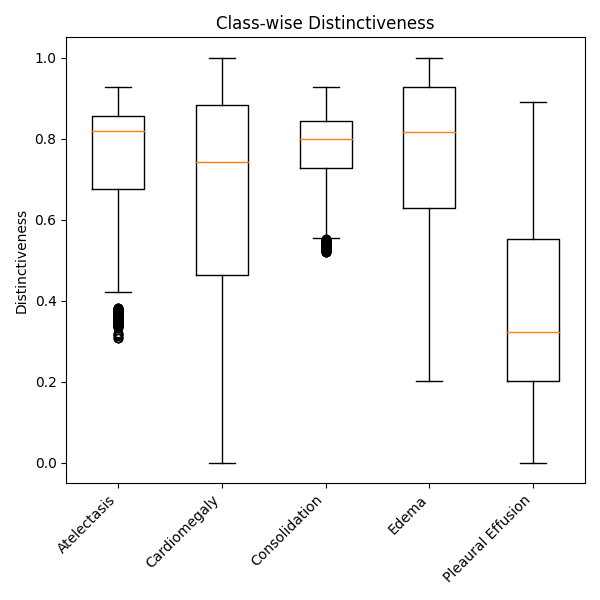 Class-wise Distinctiveness
Distinctiveness
1.0
0.8
0.6
0.4
0.2
0.0
Atelectasis
Cardiomegaly
Consolidation
Edema
Pleaural Effusion